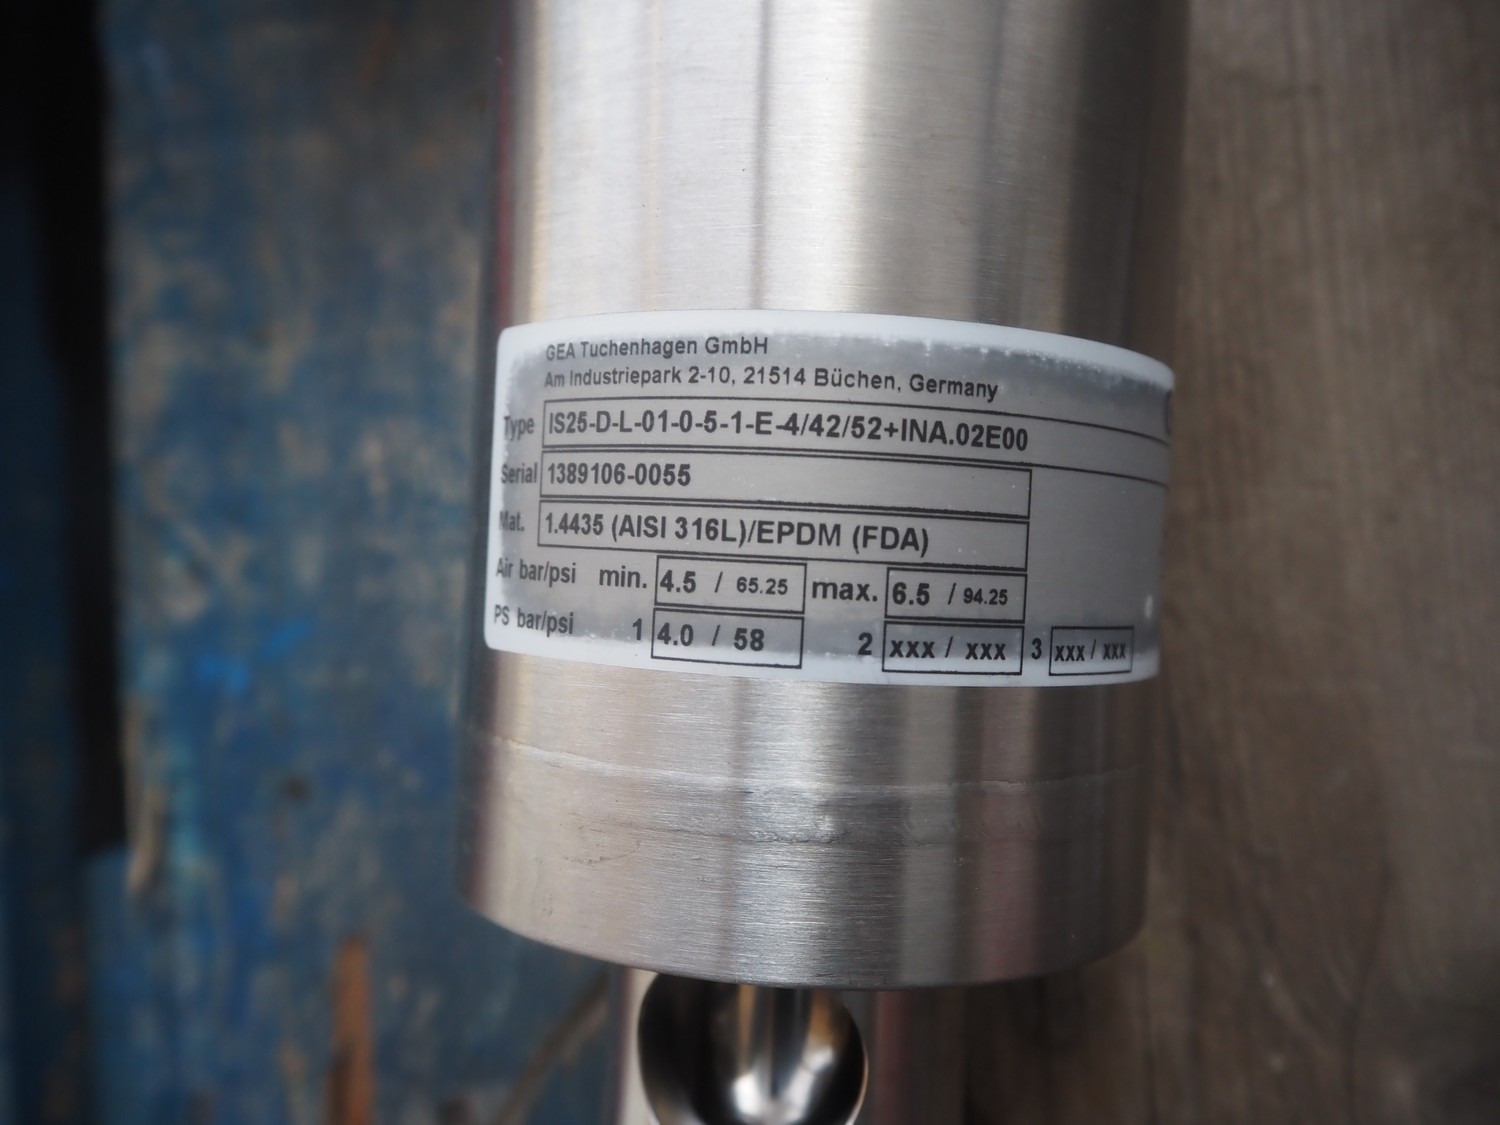 GEA Tuchenhagen GmbH
Am Industriepark 2-10, 21514 Büchen, Germany
Type IS25-D-L-01-0-5-1-E-4/42/52+INA.02E00
Serial 1389106-0055
Mat. 1.4435 (AISI 316L)/EPDM (FDA)
Air bar/psi min. 4.5 / 65.25 max. 6.5 / 94.25
PS bar/psi 1 4.0 / 58 2 xxx / xxx 3 xxx / xxx